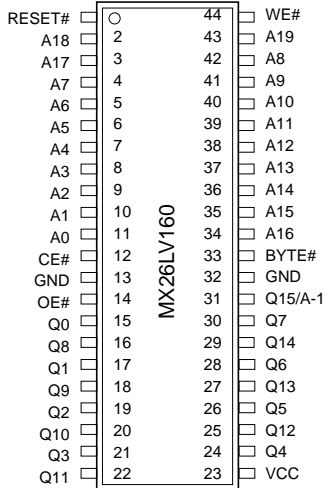 RESET# 44 WE#
A18 2 43 A19
A17 3 42 A8
A7 4 41 A9
A6 5 40 A10
A5 6 39 A11
A4 7 38 A12
A3 8 37 A13
A2 9 36 A14
A1 10 35 A15
A0 11 34 A16
CE# 12 33 BYTE#
GND 13 32 GND
OE# 14 31 Q15/A-1
Q0 15 30 Q7
Q8 16 29 Q14
Q1 17 28 Q6
Q9 18 27 Q13
Q2 19 26 Q5
Q10 20 25 Q12
Q3 21 24 Q4
Q11 22 23 VCC
MX26LV160